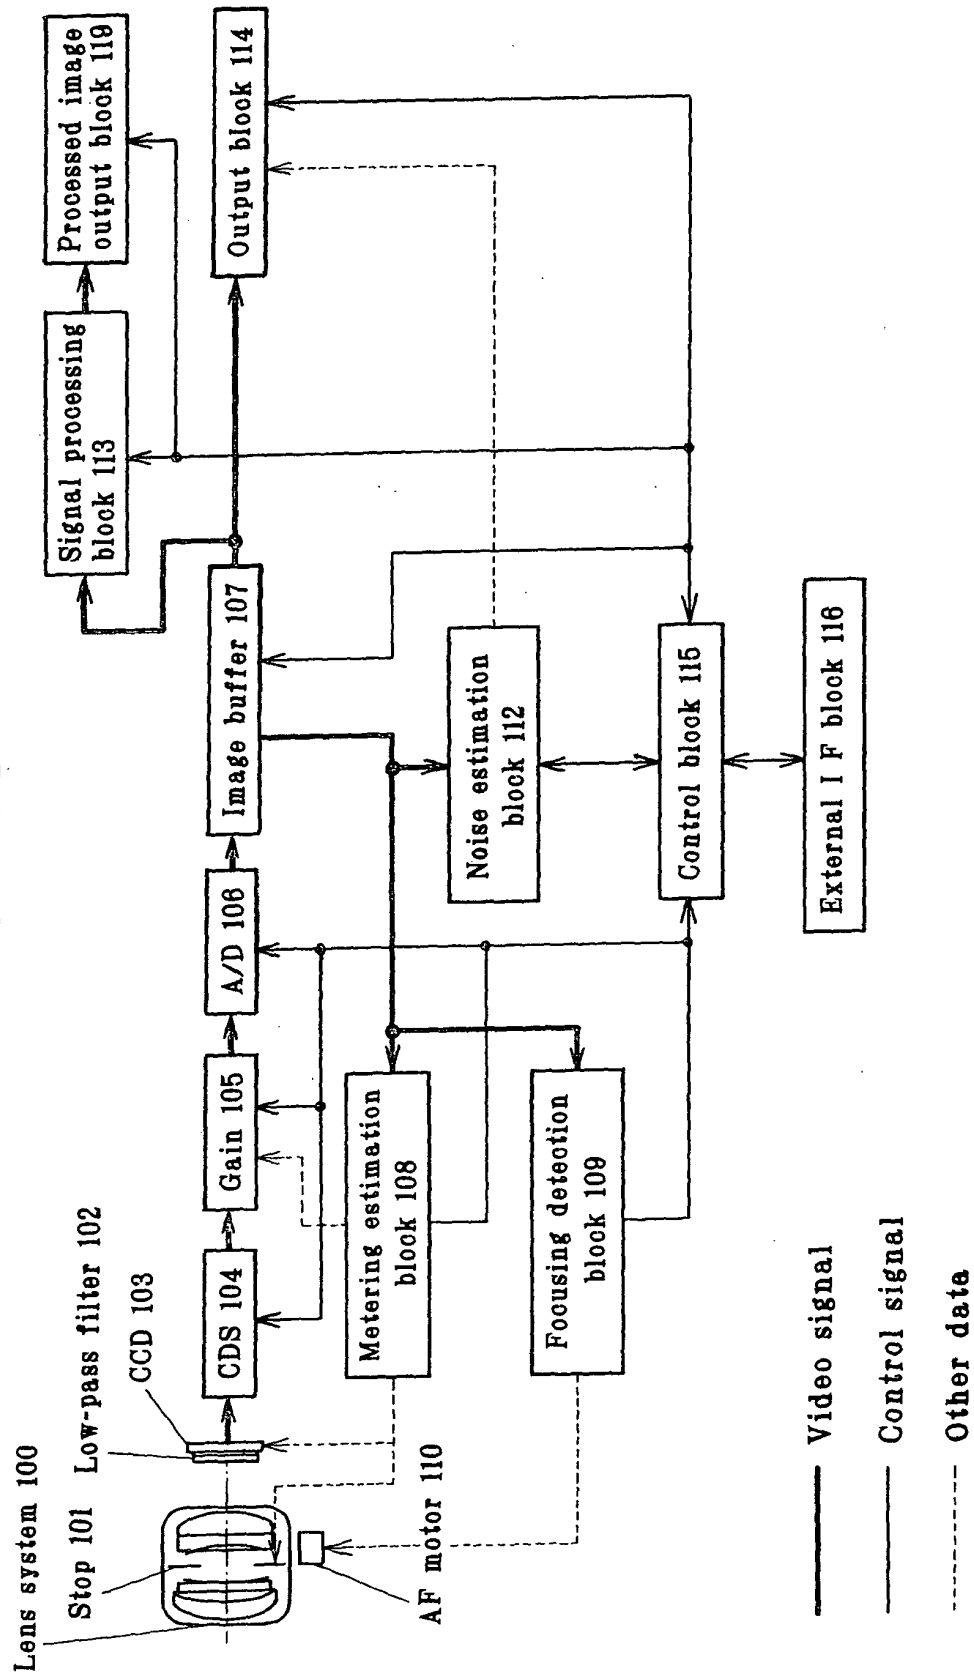 Lens system 100
Stop 101
Low-pass filter 102
CCD 103
CDS 104
Gain 105
A/D 106
Image buffer 107
Signal processing
block 113
Processed image
output block 119
Output block 114
AF motor 110
Metering estimation
block 108
Focusing detection
block 109
Noise estimation
block 112
Control block 115
External I F block 116
Video signal
Control signal
Other data